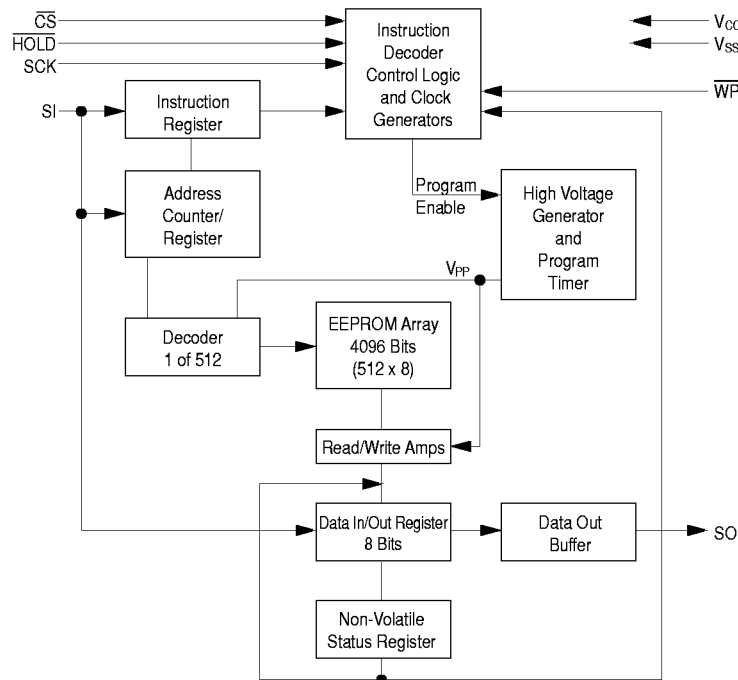 CS
HOLD
SCK
SI
Instruction
Decoder
Control Logic
and Clock
Generators
VCC
VSS
WP
Instruction
Register
Address
Counter/
Register
Program
Enable
High Voltage
Generator
and
Program
Timer
VPP
Decoder
1 of 512
EEPROM Array
4096 Bits
(512 x 8)
Read/Write Amps
Data In/Out Register
8 Bits
Data Out
Buffer
SO
Non-Volatile
Status Register